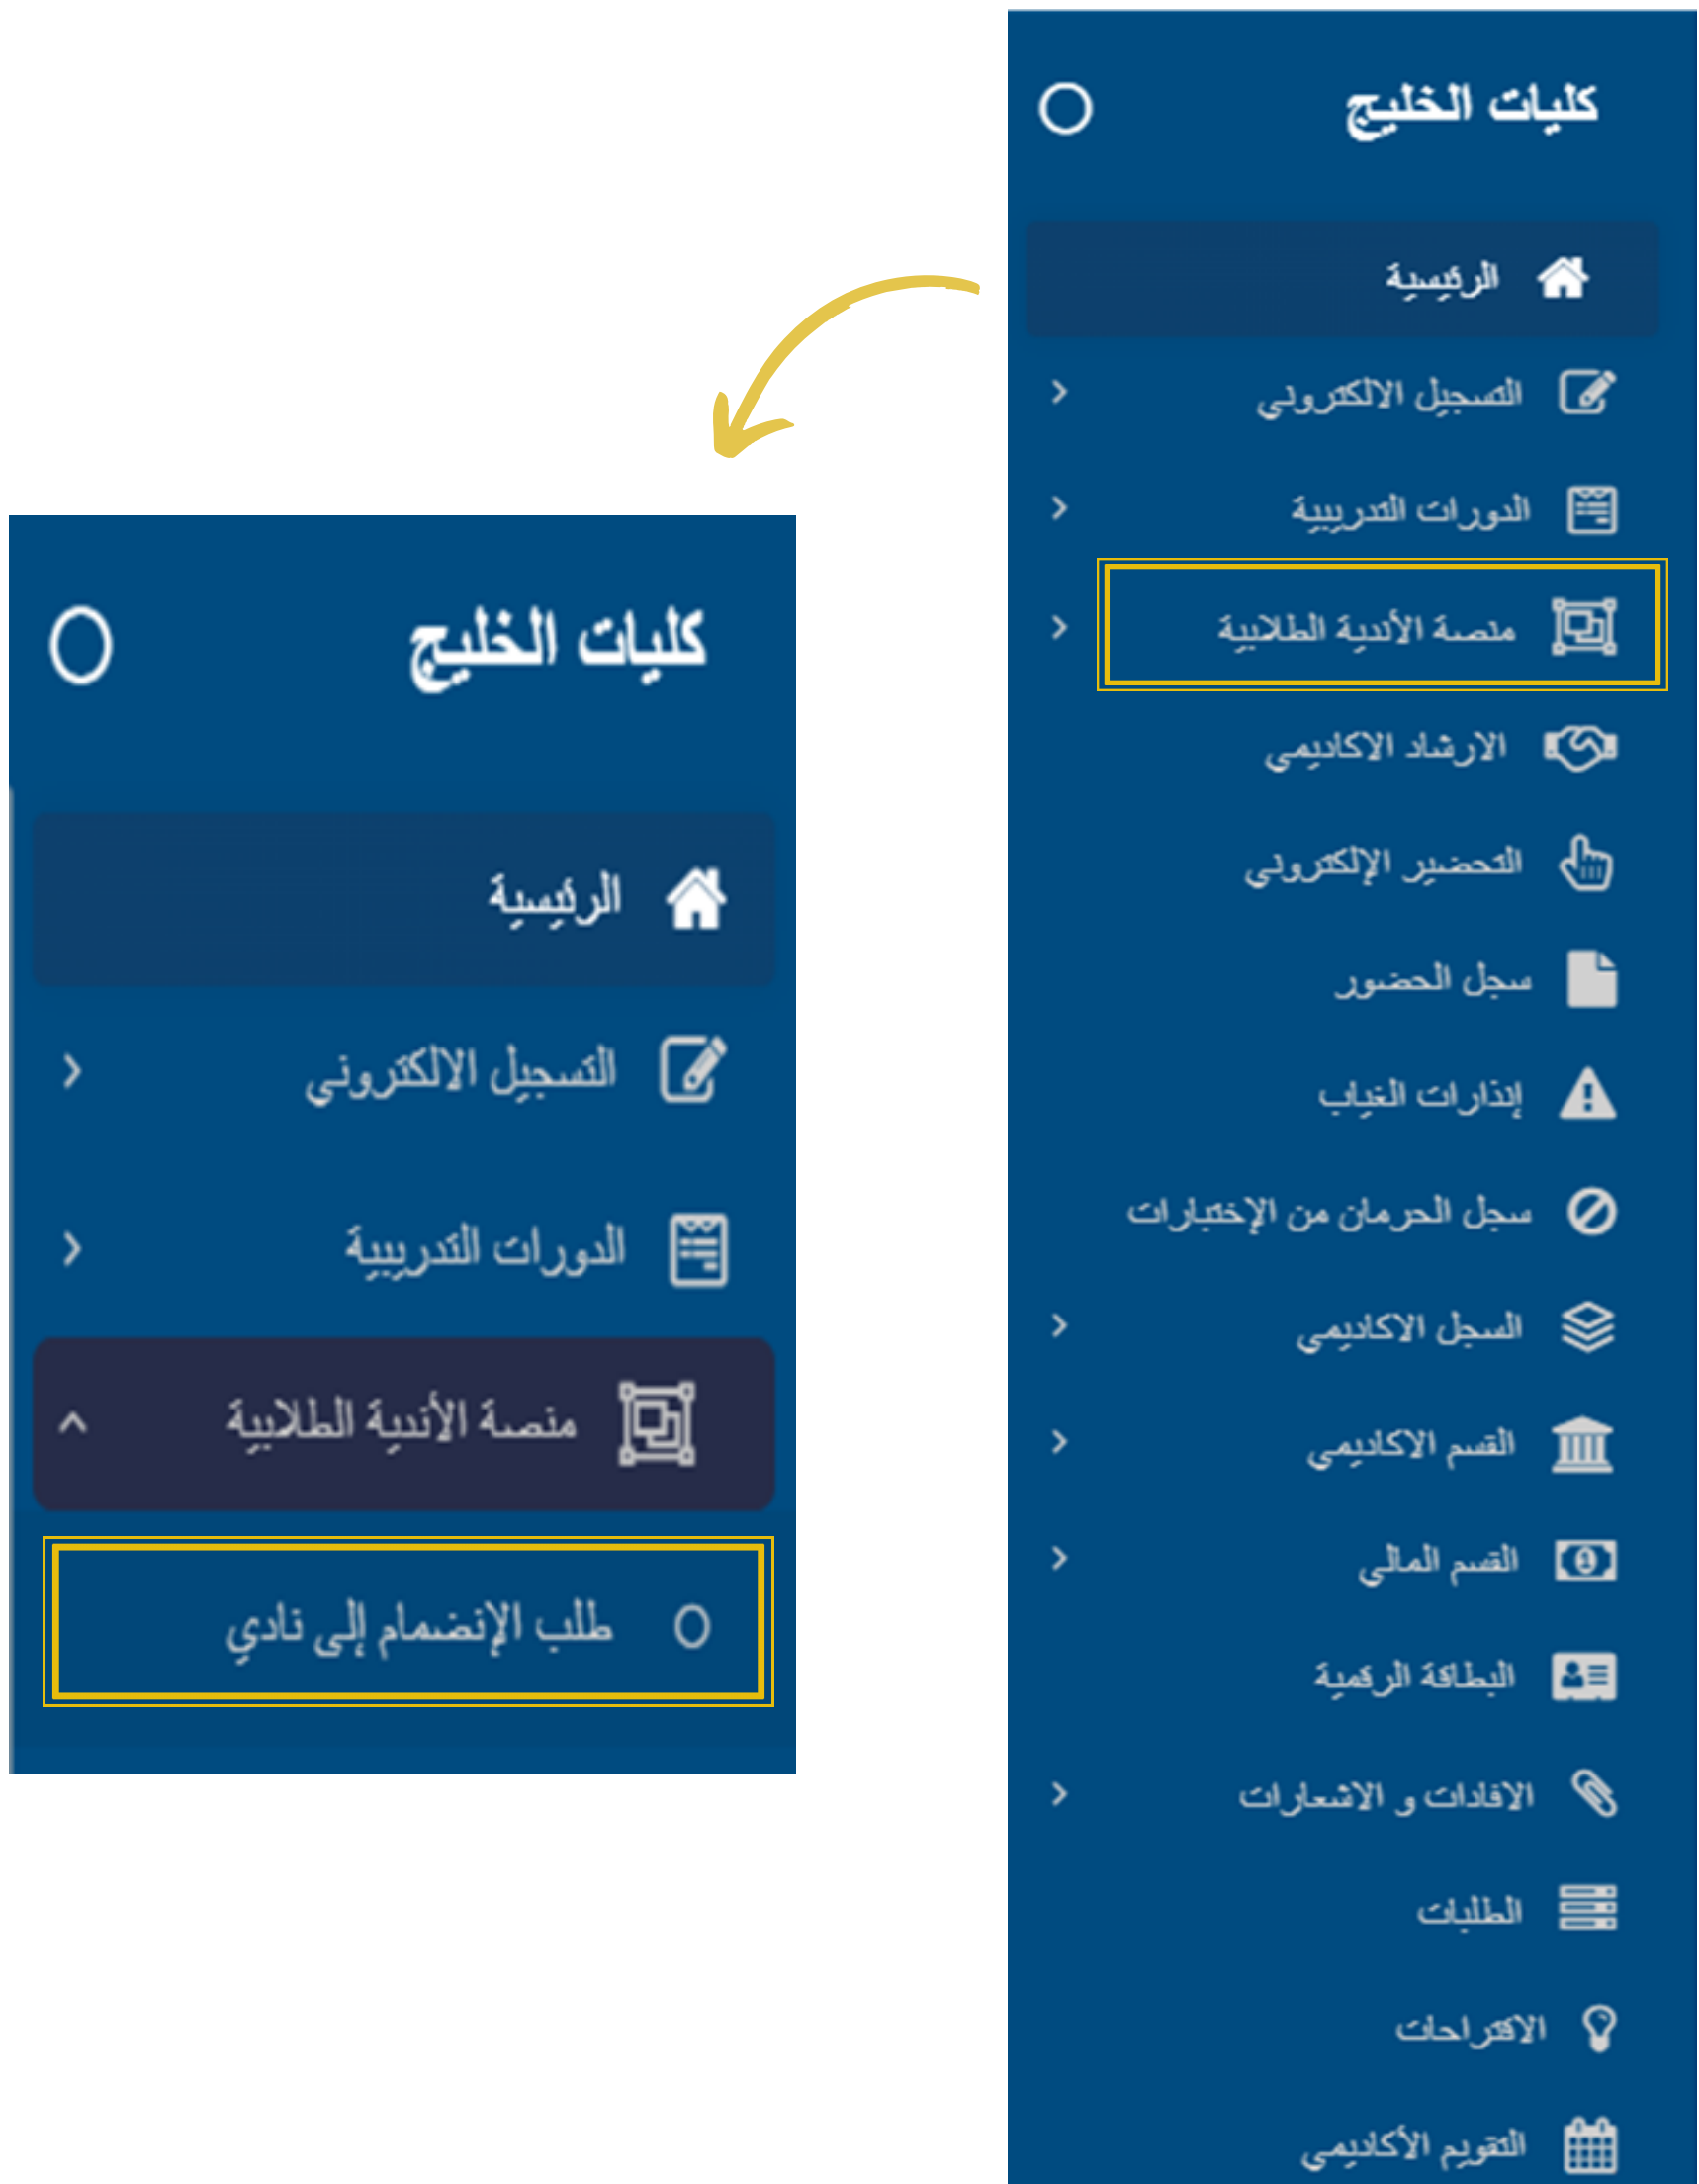 كليات الخليج
الرئيسية
التسجيل الالكتروني
الدورات التدريبية
منصة الأندية الطلابية
الارشاد الاكاديمي
التحضير الإلكتروني
سجل الحضور
إنذارات الغياب
سجل الحرمان من الإختبارات
السجل الاكاديمي
القسم الاكاديمي
القسم المالي
البطاقة الرقمية
الافادات و الاشعارات
الطلبات
الاقتراحات
التقويم الأكاديمي
كليات الخليج
الرئيسية
التسجيل الالكتروني
الدورات التدريبية
منصة الأندية الطلابية
طلب الإنضمام إلى نادي